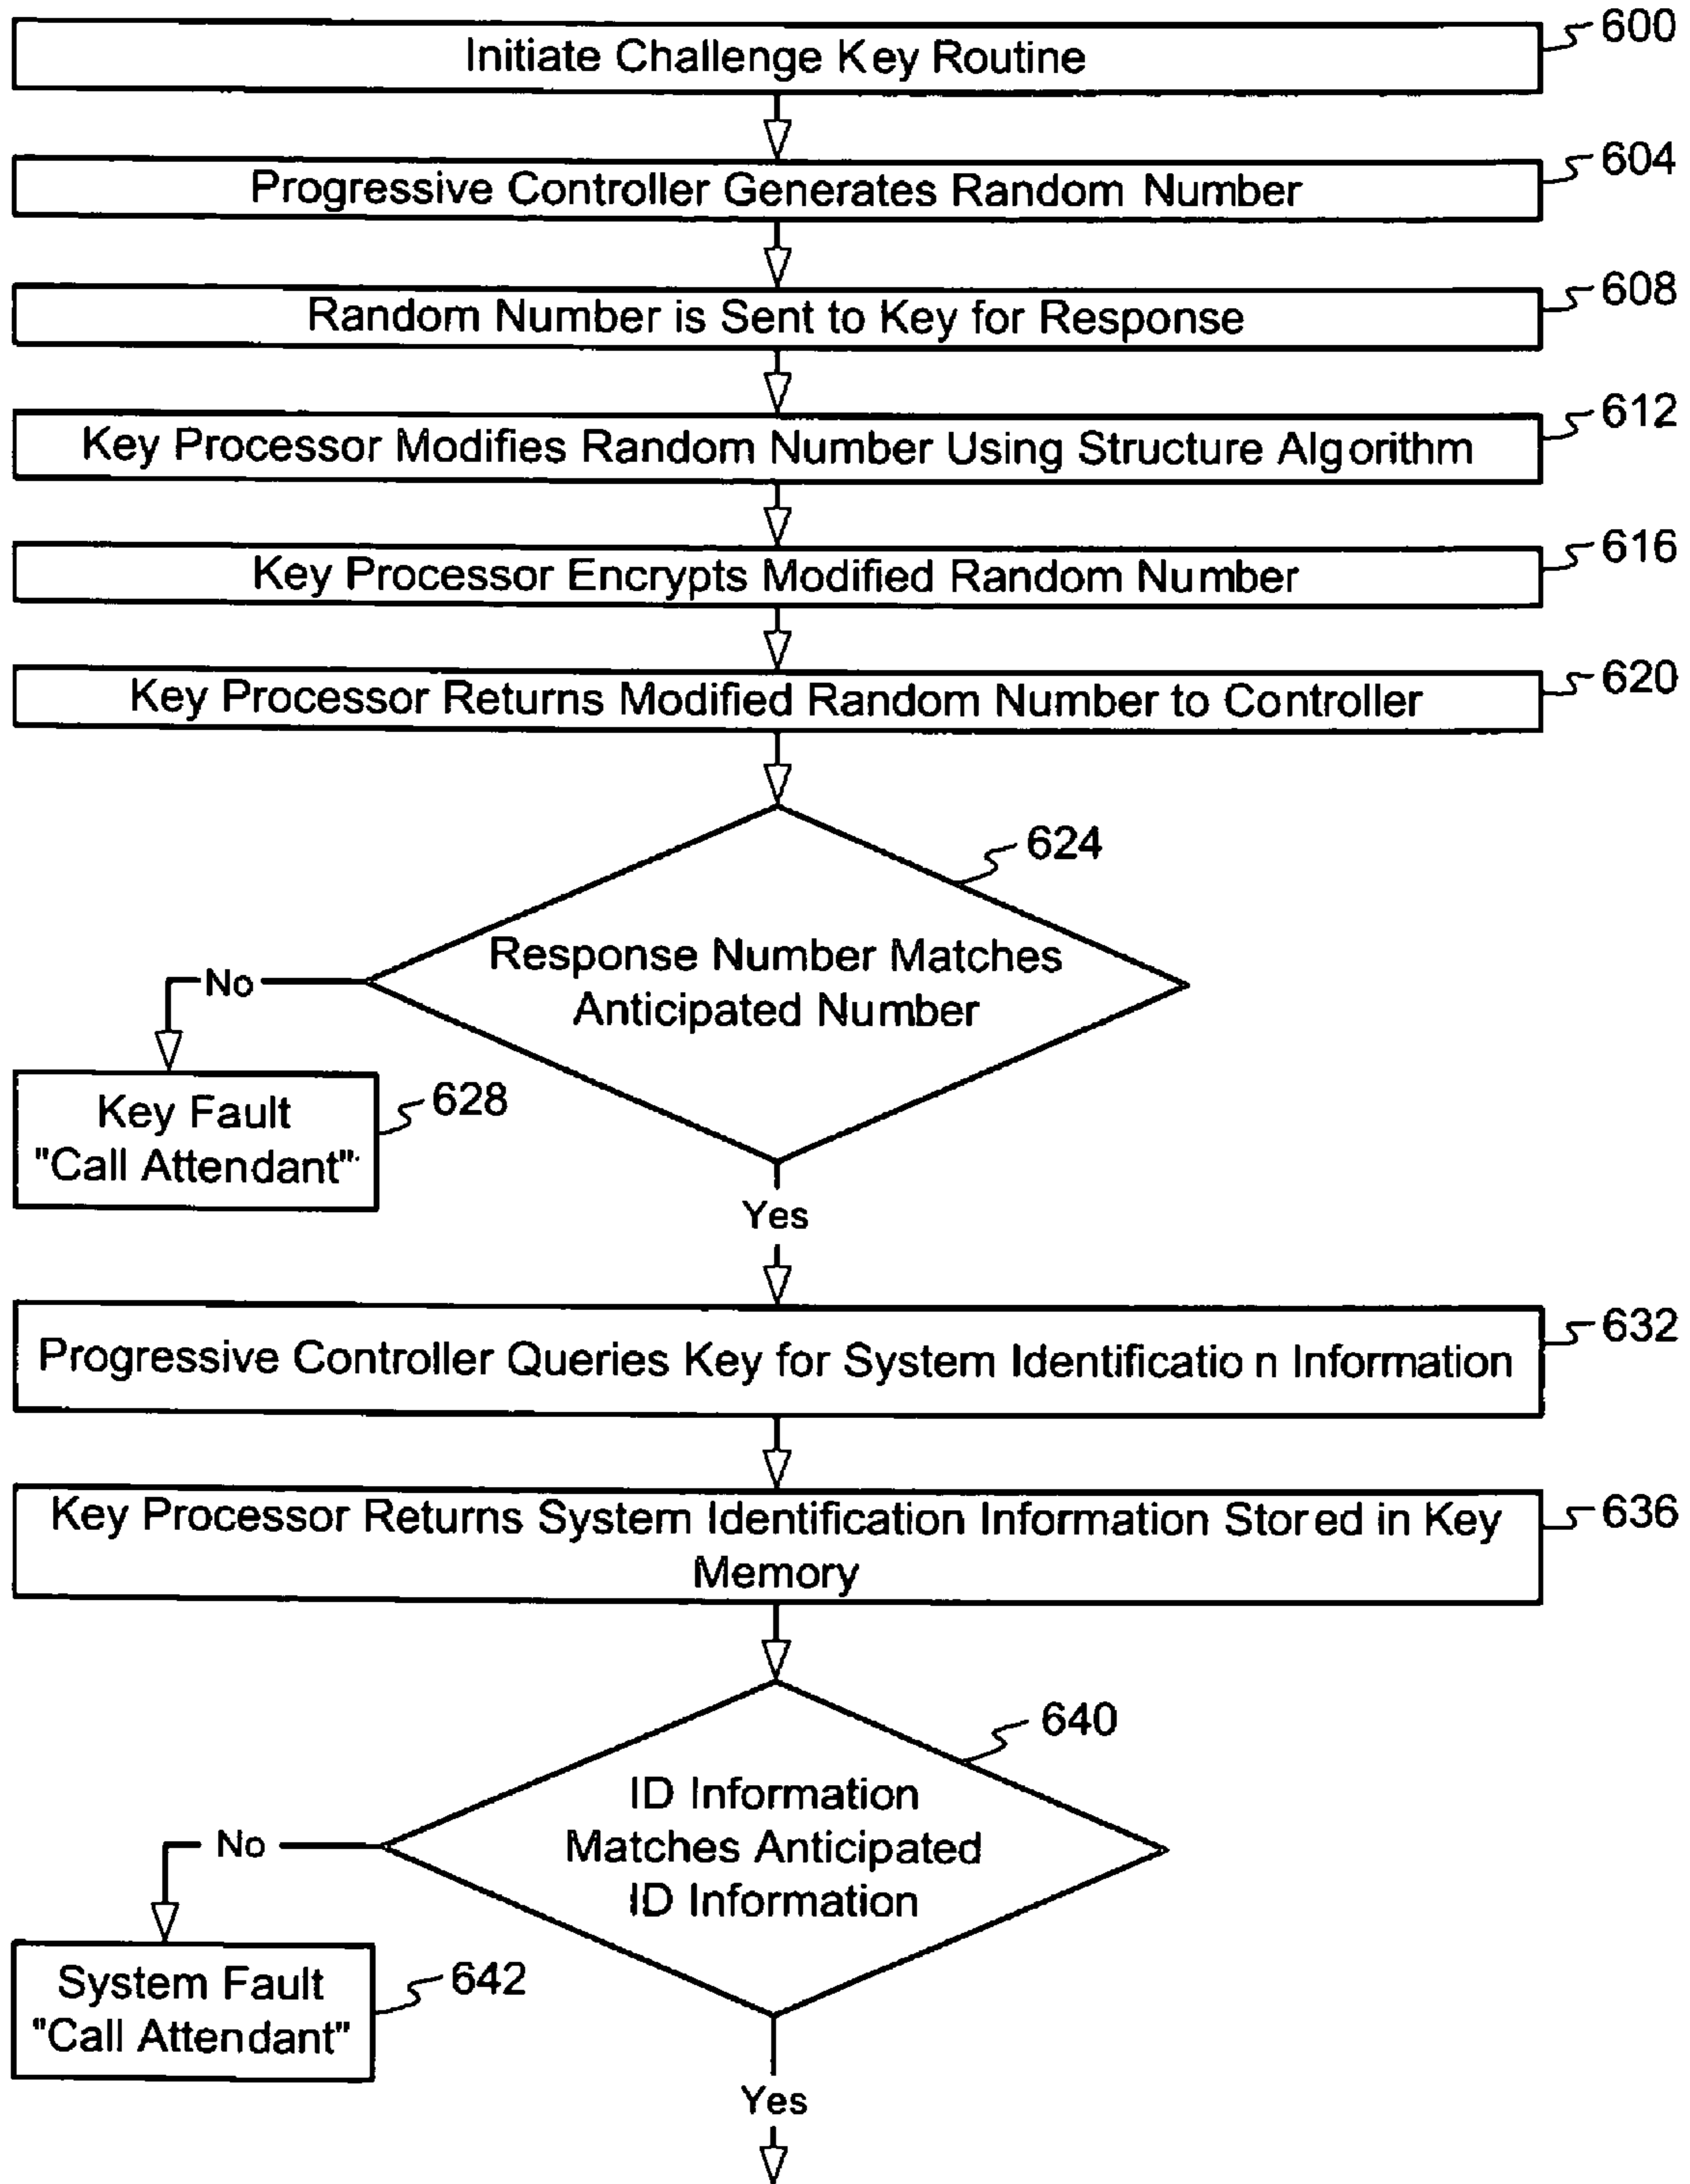 Initiate Challenge Key Routine
600
Progressive Controller Generates Random Number
604
Random Number is Sent to Key for Response
608
Key Processor Modifies Random Number Using Structure Algorithm
612
Key Processor Encrypts Modified Random Number
616
Key Processor Returns Modified Random Number to Controller
620
624
Response Number Matches
Anticipated Number
No
Key Fault
"Call Attendant"
628
Yes
Progressive Controller Queries Key for System Identificatio n Information
632
Key Processor Returns System Identification Information Stored in Key
Memory
636
640
ID Information
Matches Anticipated
ID Information
No
System Fault
"Call Attendant"
642
Yes